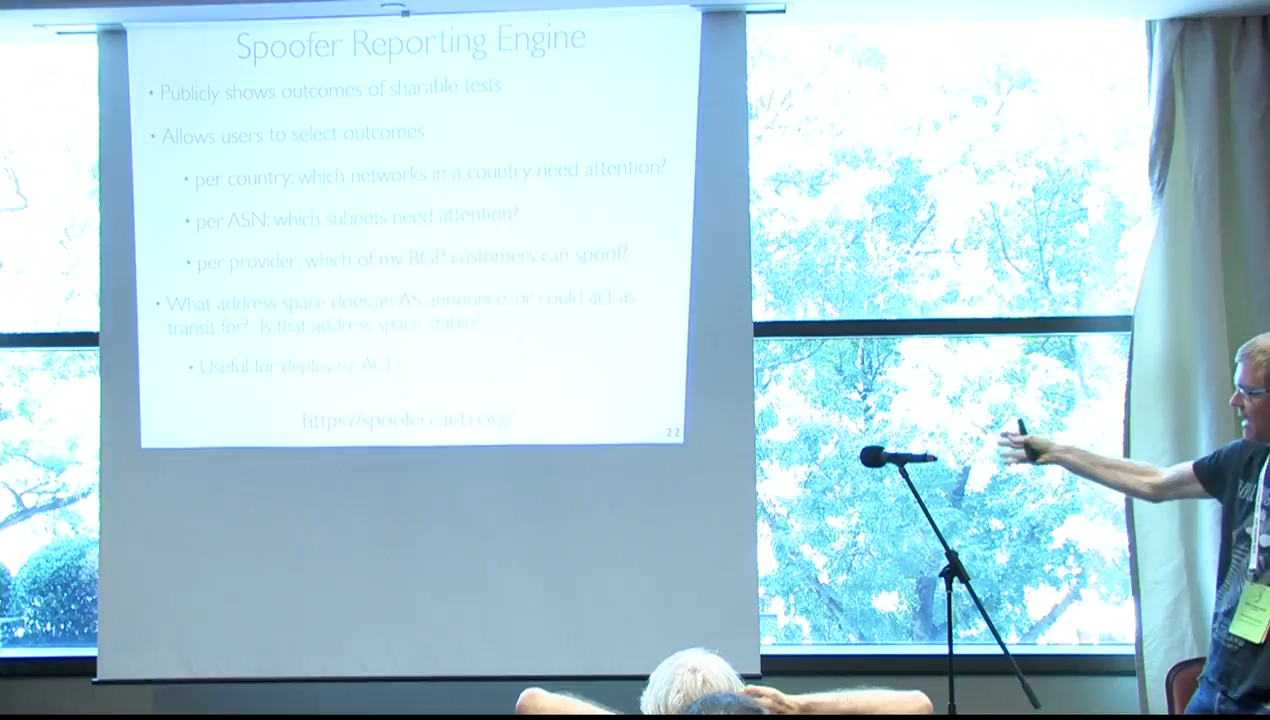 Spoofer Reporting Engine
• Publicly shows outcomes of sharable tests
• Allows users to select outcomes
• per country: which networks in a country need attention?
• per ASN: which subnets need attention?
• per provider: which of my BGP customers can spoof?
• What address space does an AS announce, or could act as
transit for? Is that address space stable?
• Useful for deploying ACLs
https://spoofer.caida.org/
22